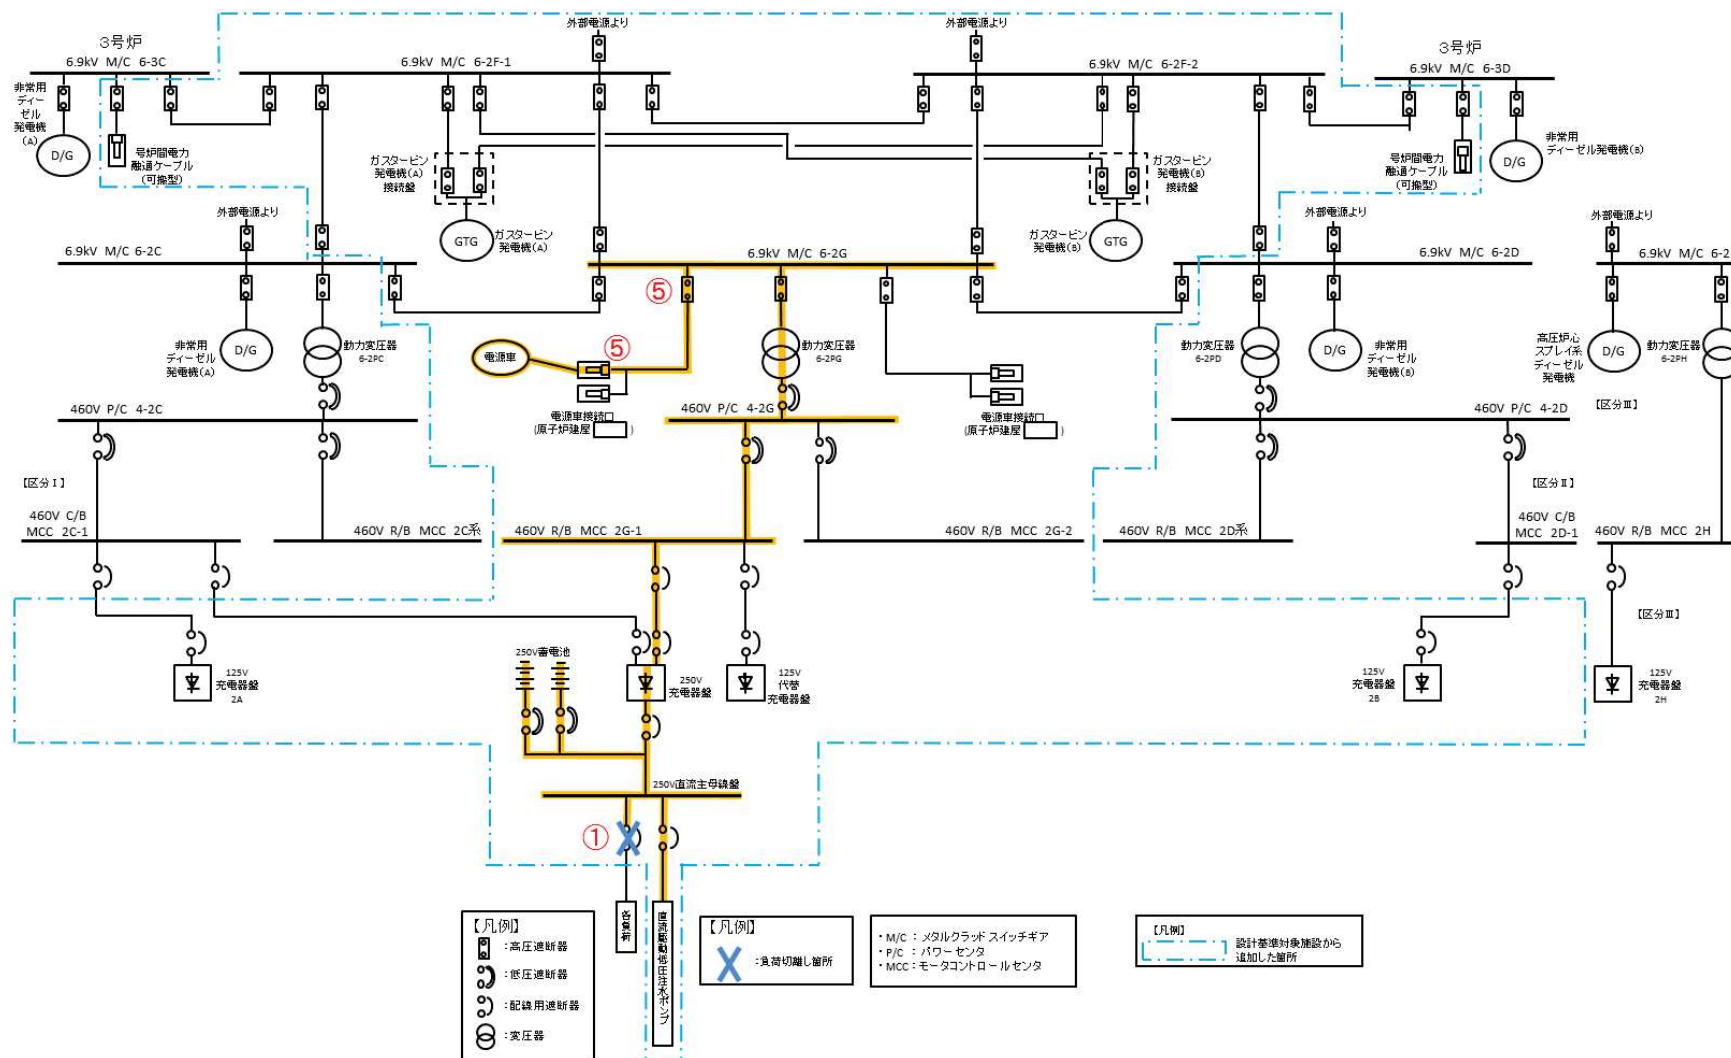 外部電源より
外部電源より
3号炉
3号炉
6.9kV M/C 6-3C
6.9kV M/C 6-2F-1
6.9kV M/C 6-2F-2
6.9kV M/C 6-3D
非常用
ディー
ゼル
発電機
(A)
D/G
号炉間電力
融通ケーブル
(可搬型)
ガスタービン
発電機(A)
接続盤
ガスタービン
発電機(B)
接続盤
号炉間電力
融通ケーブル
(可搬型)
D/G
非常用
ディーゼル発電機(B)
外部電源より
GTG
ガスタービン
発電機(A)
ガスタービン
発電機(B)
GTG
外部電源より
外部電源より
6.9kV M/C 6-2C
6.9kV M/C 6-2G
6.9kV M/C 6-2D
6.9kV M/C 6-2
⑤
非常用
ディーゼル
発電機(A)
D/G
動力変圧器
6-2PC
電源車
⑤
動力変圧器
6-2PG
動力変圧器
6-2PD
D/G
非常用
ディーゼル
発電機(B)
高圧炉心
スプレイ系
ディーゼル
発電機
D/G
動力変圧器
6-2PH
460V P/C 4-2C
電源車接続口
(原子炉建屋 )
460V P/C 4-2G
電源車接続口
(原子炉建屋 )
460V P/C 4-2D
【区分Ⅲ】
【区分Ⅰ】
【区分Ⅱ】
460V C/B
MCC 2C-1
460V R/B MCC 2C系
460V R/B MCC 2G-1
460V R/B MCC 2G-2
460V R/B MCC 2D系
460V C/B
MCC 2D-1
460V R/B MCC 2H
【区分Ⅲ】
125V
充電器盤
2A
250V蓄電池
250V
充電器盤
125V
代替
充電器盤
125V
充電器盤
2B
125V
充電器盤
2H
250V直流主母線盤
①
各負荷
直流駆動低圧注水ポンプ
【凡例】
:高圧遮断器
:低圧遮断器
:配線用遮断器
:変圧器
【凡例】
:負荷切離し箇所
・M/C : メタルクラッド スイッチギア
・P/C : パワーセンタ
・MCC : モータコントロールセンタ
【凡例】
設計基準対象施設から
追加した箇所